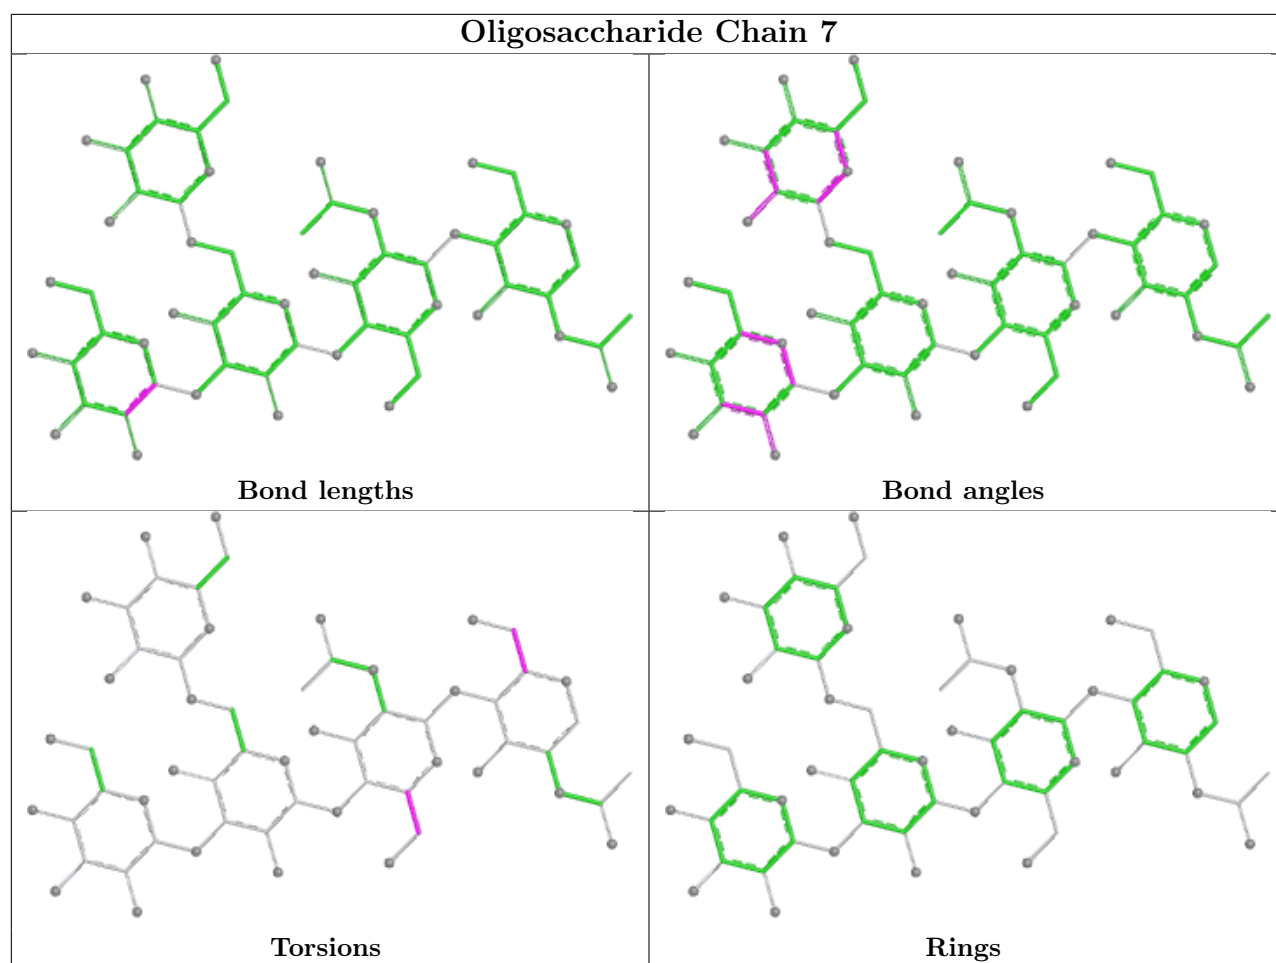 Oligosaccharide Chain 7
Bond lengths
Bond angles
Torsions
Rings